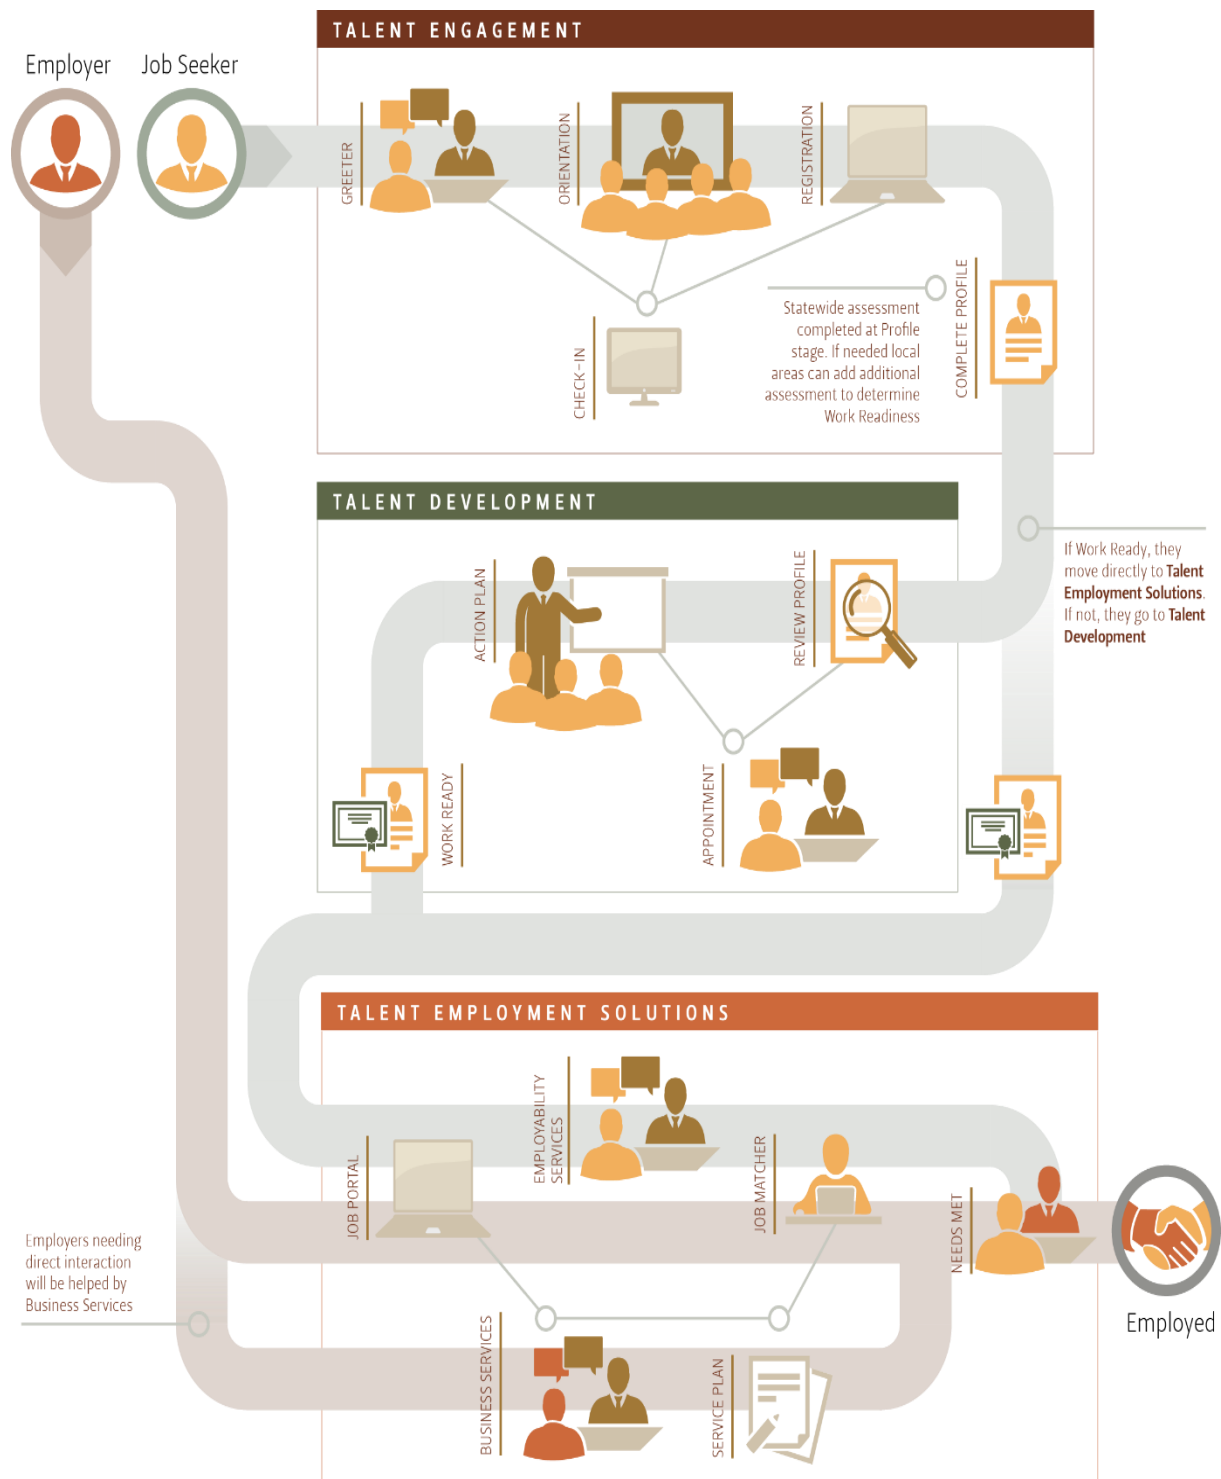 TALENT ENGAGEMENT
Employer
Job Seeker
GREETER
ORIENTATION
REGISTRATION
CHECK-IN
Statewide assessment
completed at Profile
stage. If needed local
areas can add additional
assessment to determine
Work Readiness
COMPLETE PROFILE
TALENT DEVELOPMENT
If Work Ready, they
move directly to Talent
Employment Solutions.
If not, they go to Talent
Development
ACTION PLAN
REVIEW PROFILE
WORK READY
APPOINTMENT
TALENT EMPLOYMENT SOLUTIONS
EMPLOYABILITY
SERVICES
JOB PORTAL
JOB MATCHER
NEEDS MET
Employers needing
direct interaction
will be helped by
Business Services
Employed
BUSINESS SERVICES
SERVICE PLAN